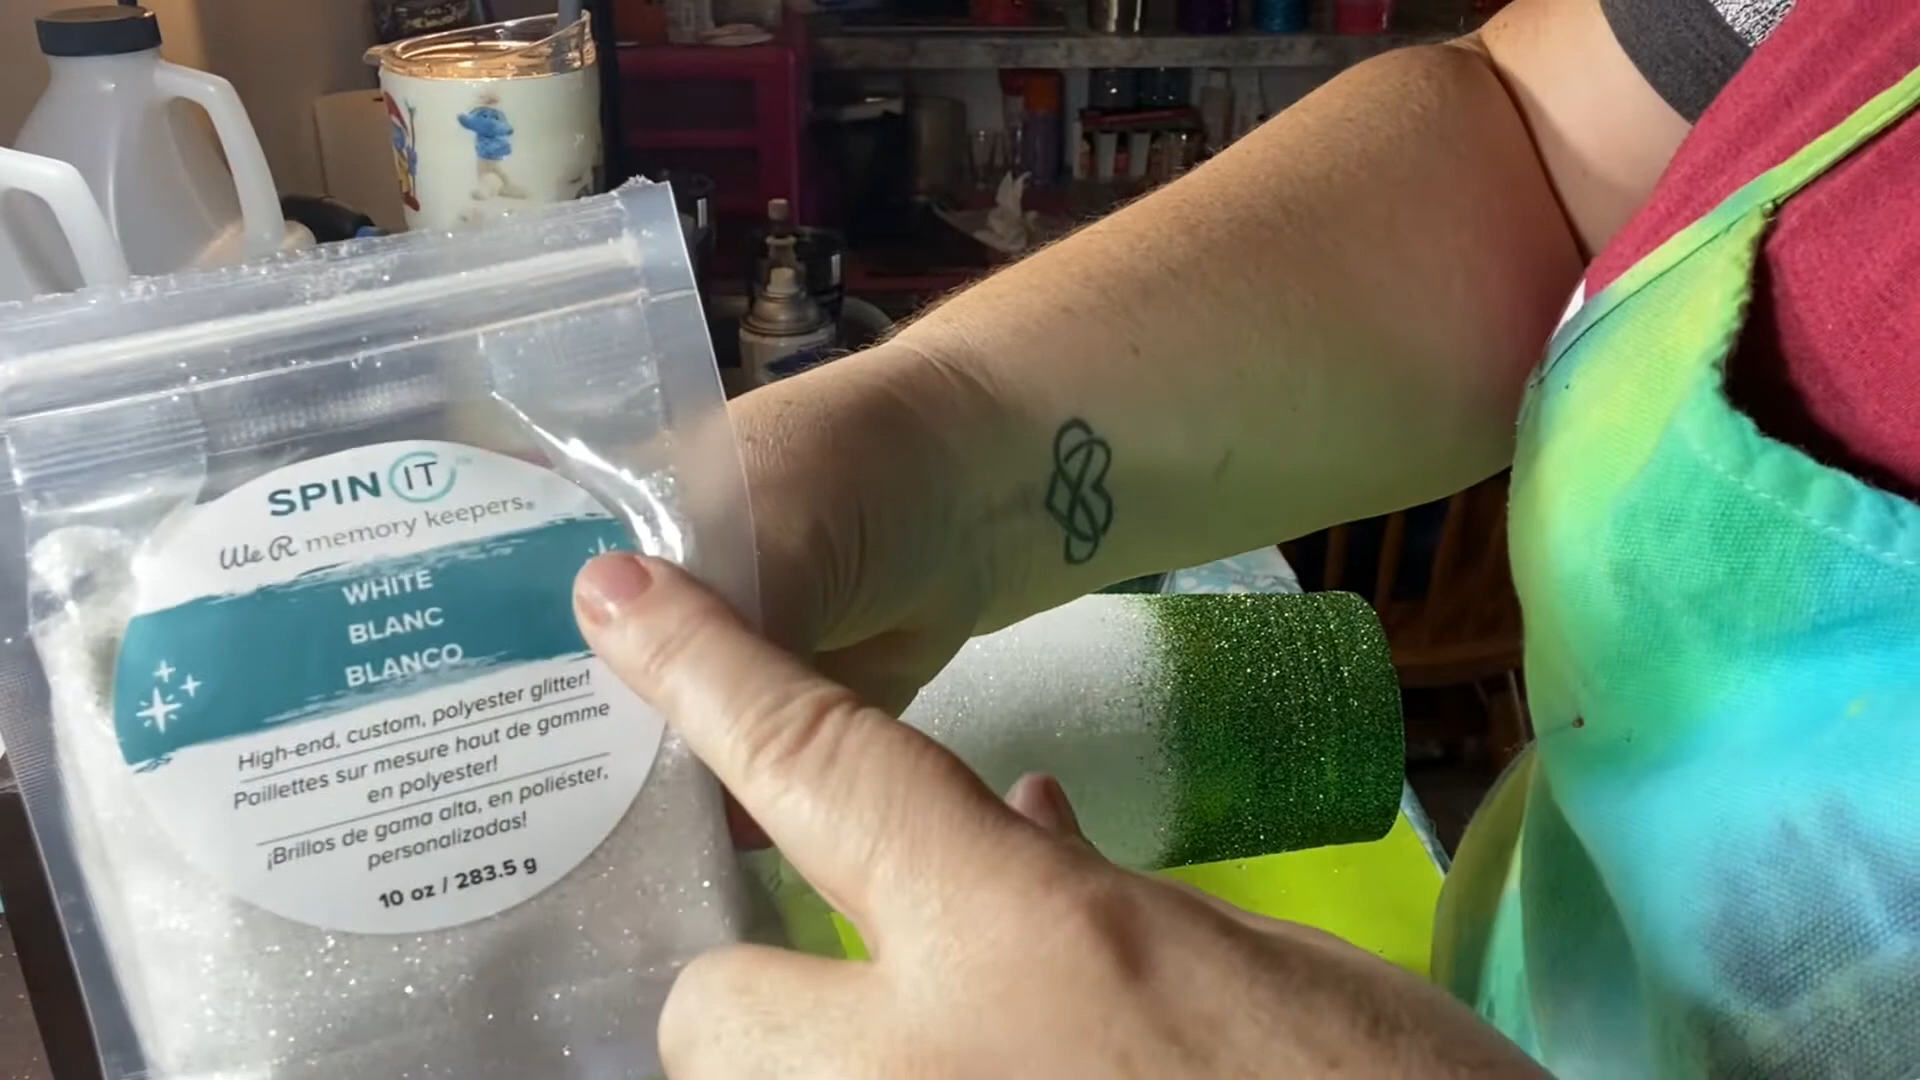 SPIN IT™
We R memory keepers®
WHITE
BLANC
BLANCO
High-end, custom, polyester glitter!
Paillettes sur mesure haut de gamme
en polyester!
¡Brillos de gama alta, en poliéster,
personalizadas!
10 oz / 283.5 g